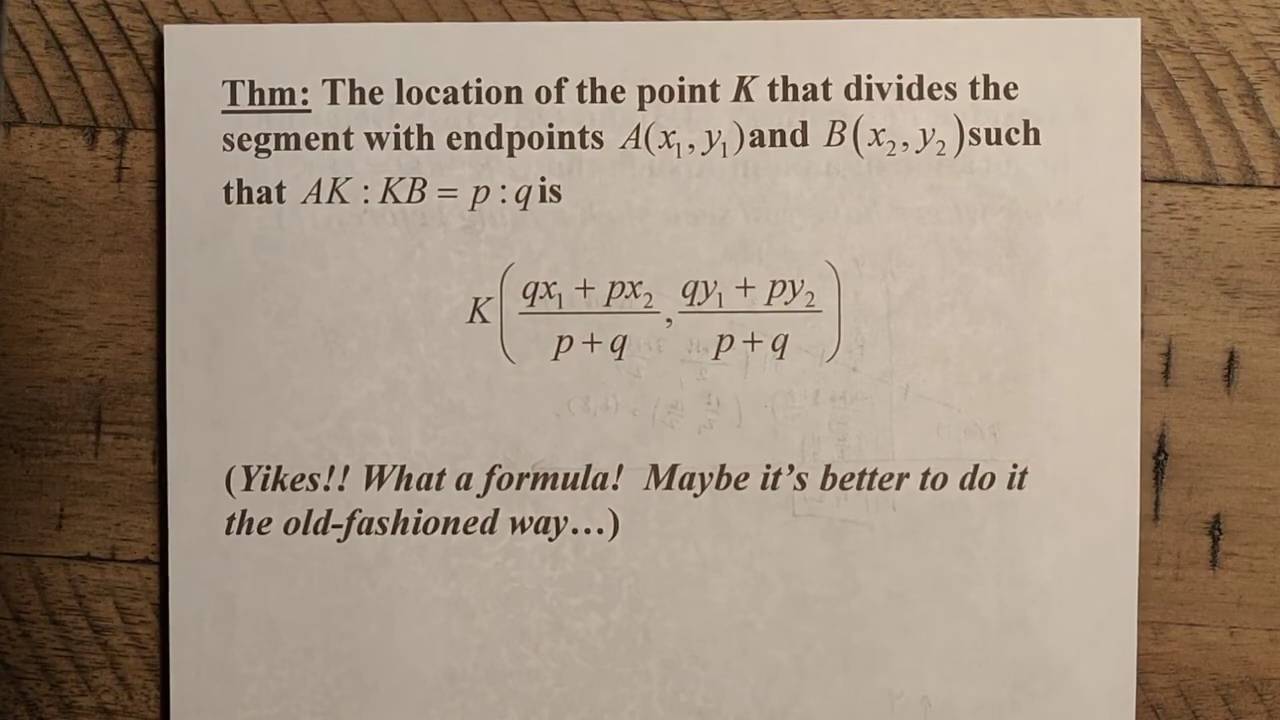 Thm: The location of the point K that divides the
segment with endpoints A(x₁, y₁) and B(x₂, y₂) such
that AK : KB = p : q is
K( (qx₁ + px₂)/(p + q), (qy₁ + py₂)/(p + q) )
(Yikes!! What a formula! Maybe it's better to do it
the old-fashioned way...)